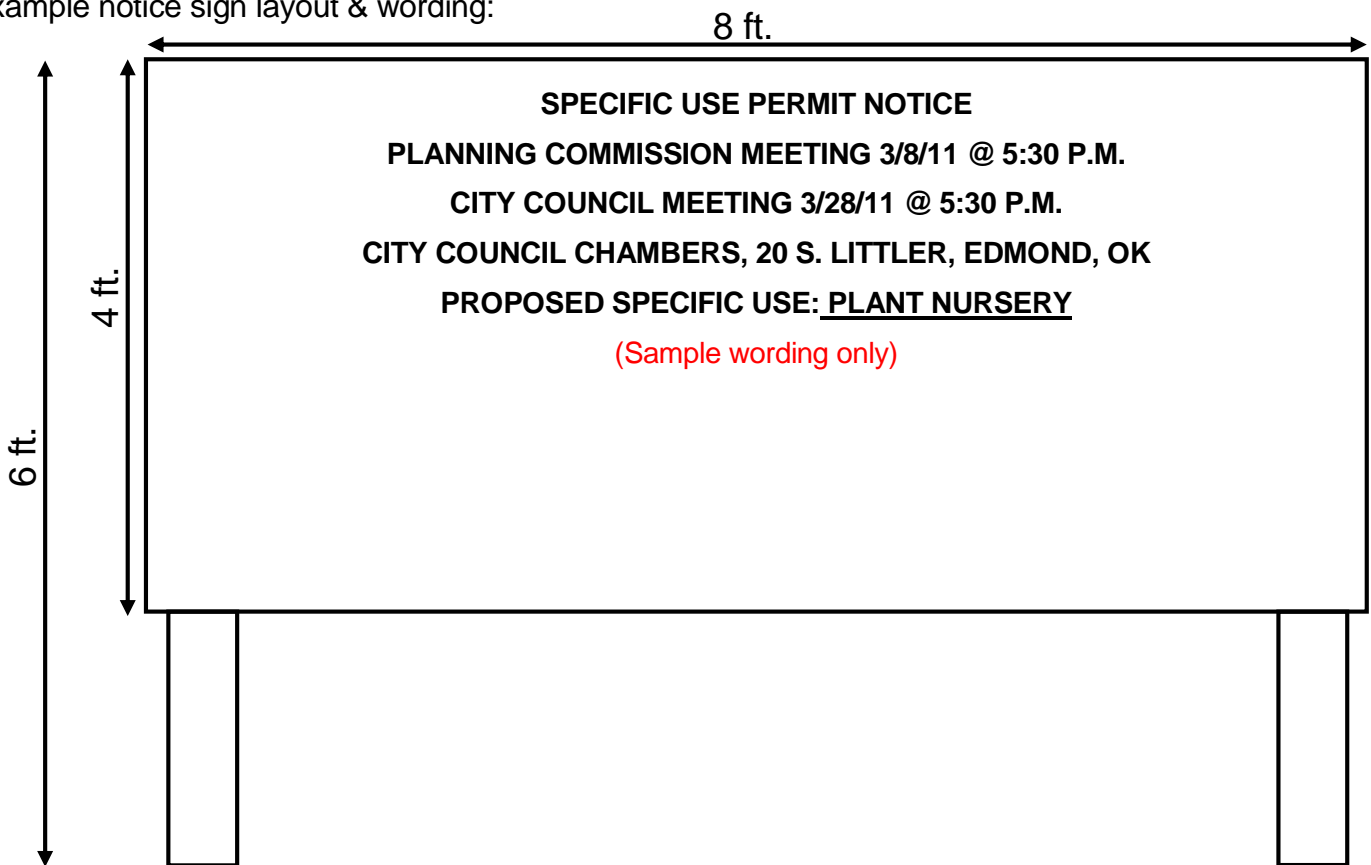 xample notice sign layout & wording:
8 ft.
SPECIFIC USE PERMIT NOTICE
PLANNING COMMISSION MEETING 3/8/11 @ 5:30 P.M.
CITY COUNCIL MEETING 3/28/11 @ 5:30 P.M.
CITY COUNCIL CHAMBERS, 20 S. LITTLER, EDMOND, OK
PROPOSED SPECIFIC USE: PLANT NURSERY
(Sample wording only)
4 ft.
6 ft.